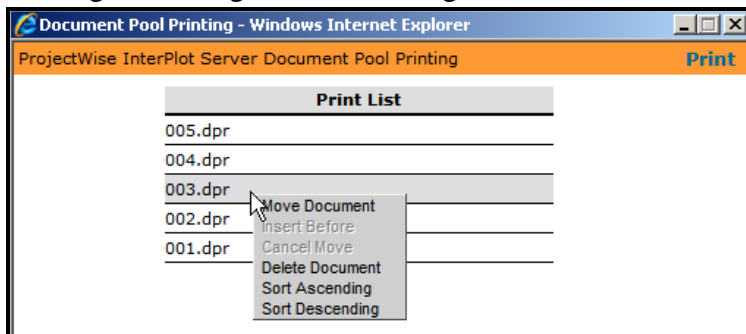 Document Pool Printing - Windows Internet Explorer
ProjectWise InterPlot Server Document Pool Printing Print
Print List
005.dpr
004.dpr
003.dpr
Move Document
002.dpr
Insert Before
001.dpr
Cancel Move
Delete Document
Sort Ascending
Sort Descending